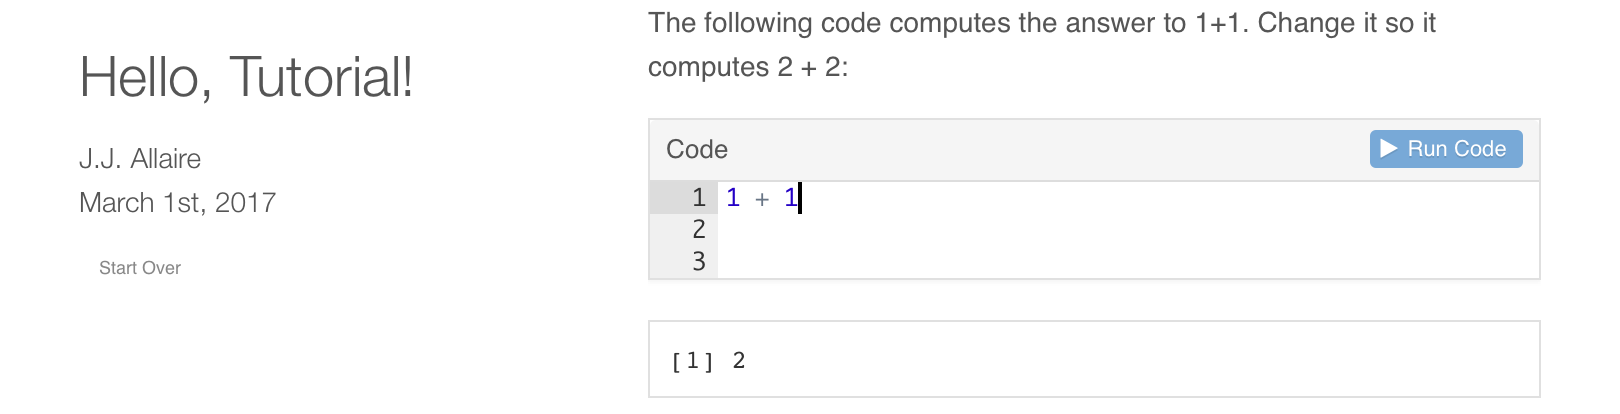 Hello, Tutorial!
J.J. Allaire
March 1st, 2017
Start Over
The following code computes the answer to 1+1. Change it so it
computes 2 + 2:
Code
Run Code
1 1 + 1
2
3
[1] 2